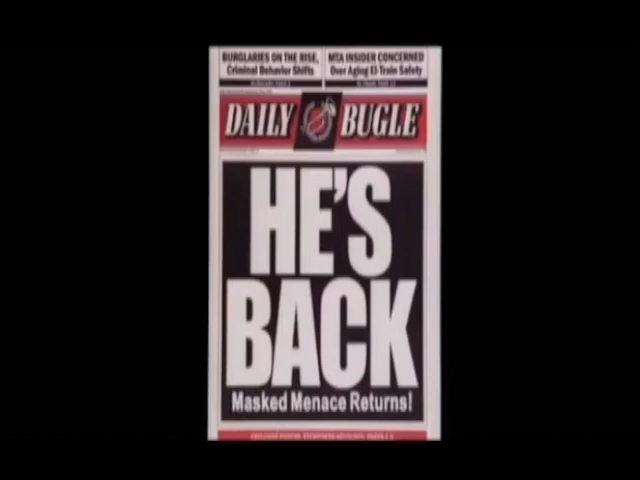 BURGLARIES ON THE RISE,
Criminal Behavior Shifts
MTA INSIDER CONCERNED
Over Aging El-Train Safety
DAILY BUGLE
HE'S
BACK
Masked Menace Returns!